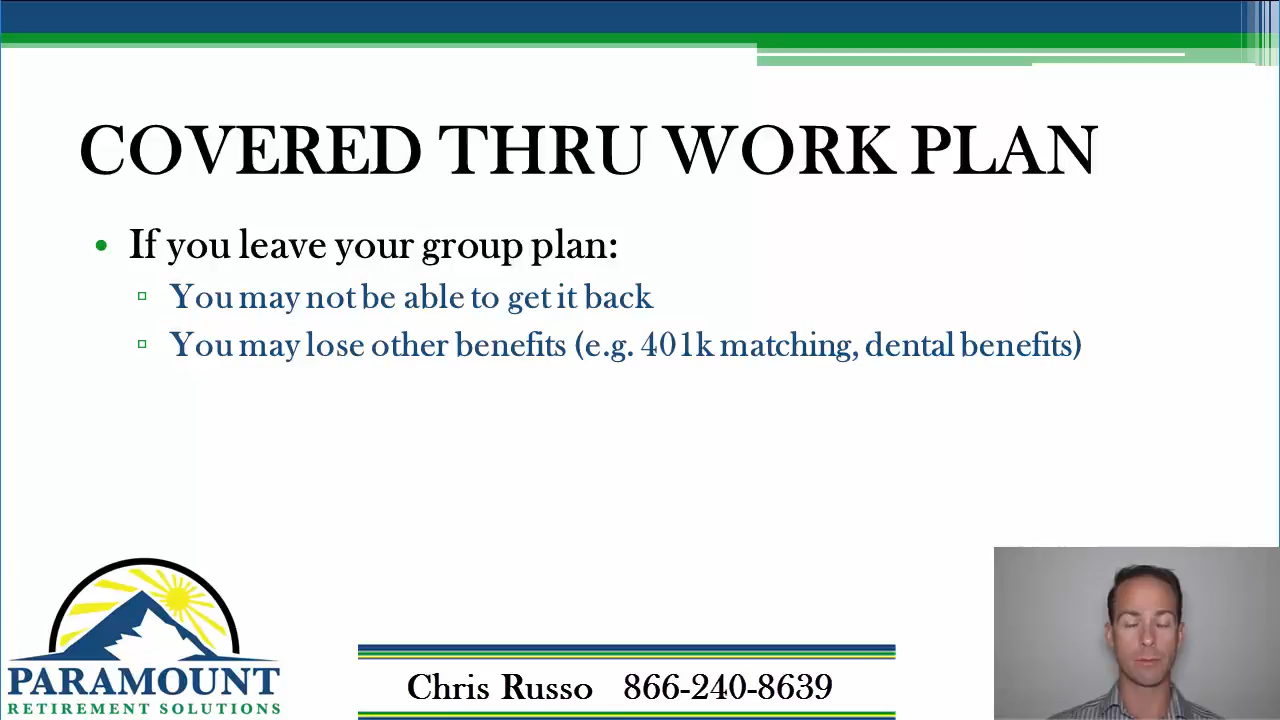 COVERED THRU WORK PLAN
• If you leave your group plan:
▫ You may not be able to get it back
▫ You may lose other benefits (e.g. 401k matching, dental benefits)
PARAMOUNT
RETIREMENT SOLUTIONS
Chris Russo 866-240-8639